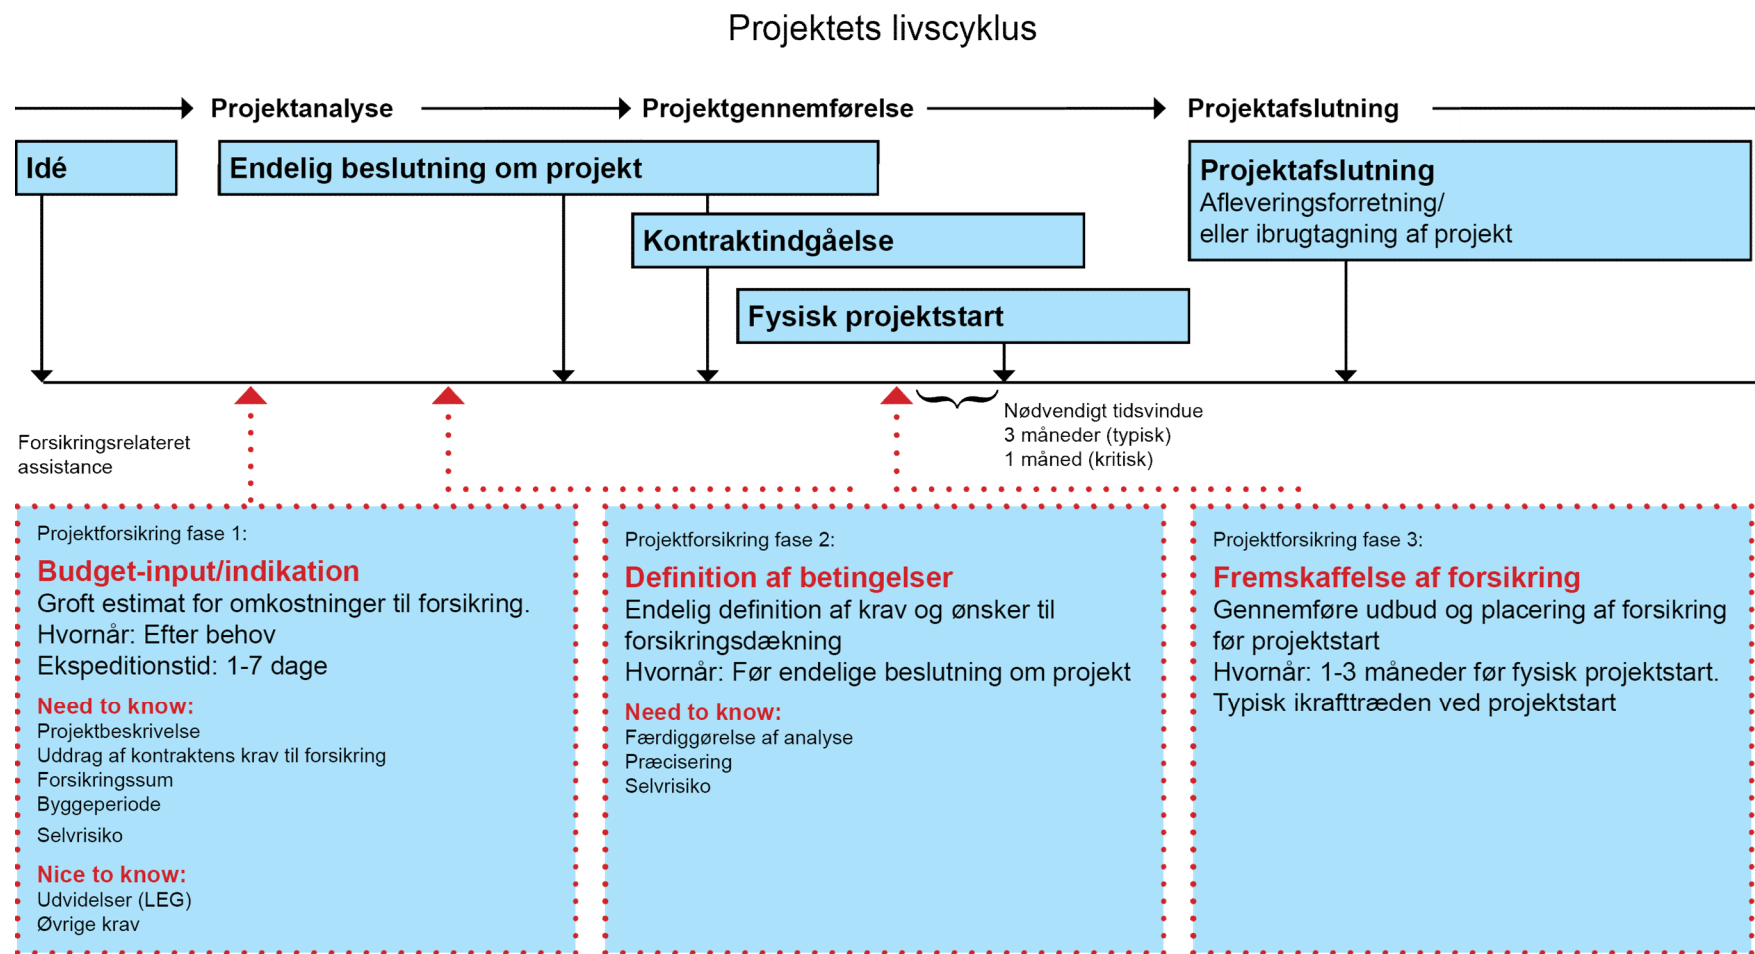 Projektets livscyklus
Projektanalyse
Projektgennemførelse
Projektafslutning
Idé
Endelig beslutning om projekt
Kontraktindgåelse
Fysisk projektstart
Projektafslutning
Afleveringsforretning/
eller ibrugtagning af projekt
Forsikringsrelateret
assistance
Nødvendigt tidsvindue
3 måneder (typisk)
1 måned (kritisk)
Projektforsikring fase 1:
Budget-input/indikation
Groft estimat for omkostninger til forsikring.
Hvornår: Efter behov
Ekspeditionstid: 1-7 dage
Need to know:
Projektbeskrivelse
Uddrag af kontraktens krav til forsikring
Forsikringssum
Byggeperiode
Selvrisiko
Nice to know:
Udvidelser (LEG)
Øvrige krav
Projektforsikring fase 2:
Definition af betingelser
Endelig definition af krav og ønsker til
forsikringsdækning
Hvornår: Før endelige beslutning om projekt
Need to know:
Færdiggørelse af analyse
Præcisering
Selvrisiko
Projektforsikring fase 3:
Fremskaffelse af forsikring
Gennemføre udbud og placering af forsikring
før projektstart
Hvornår: 1-3 måneder før fysisk projektstart.
Typisk ikrafttræden ved projektstart